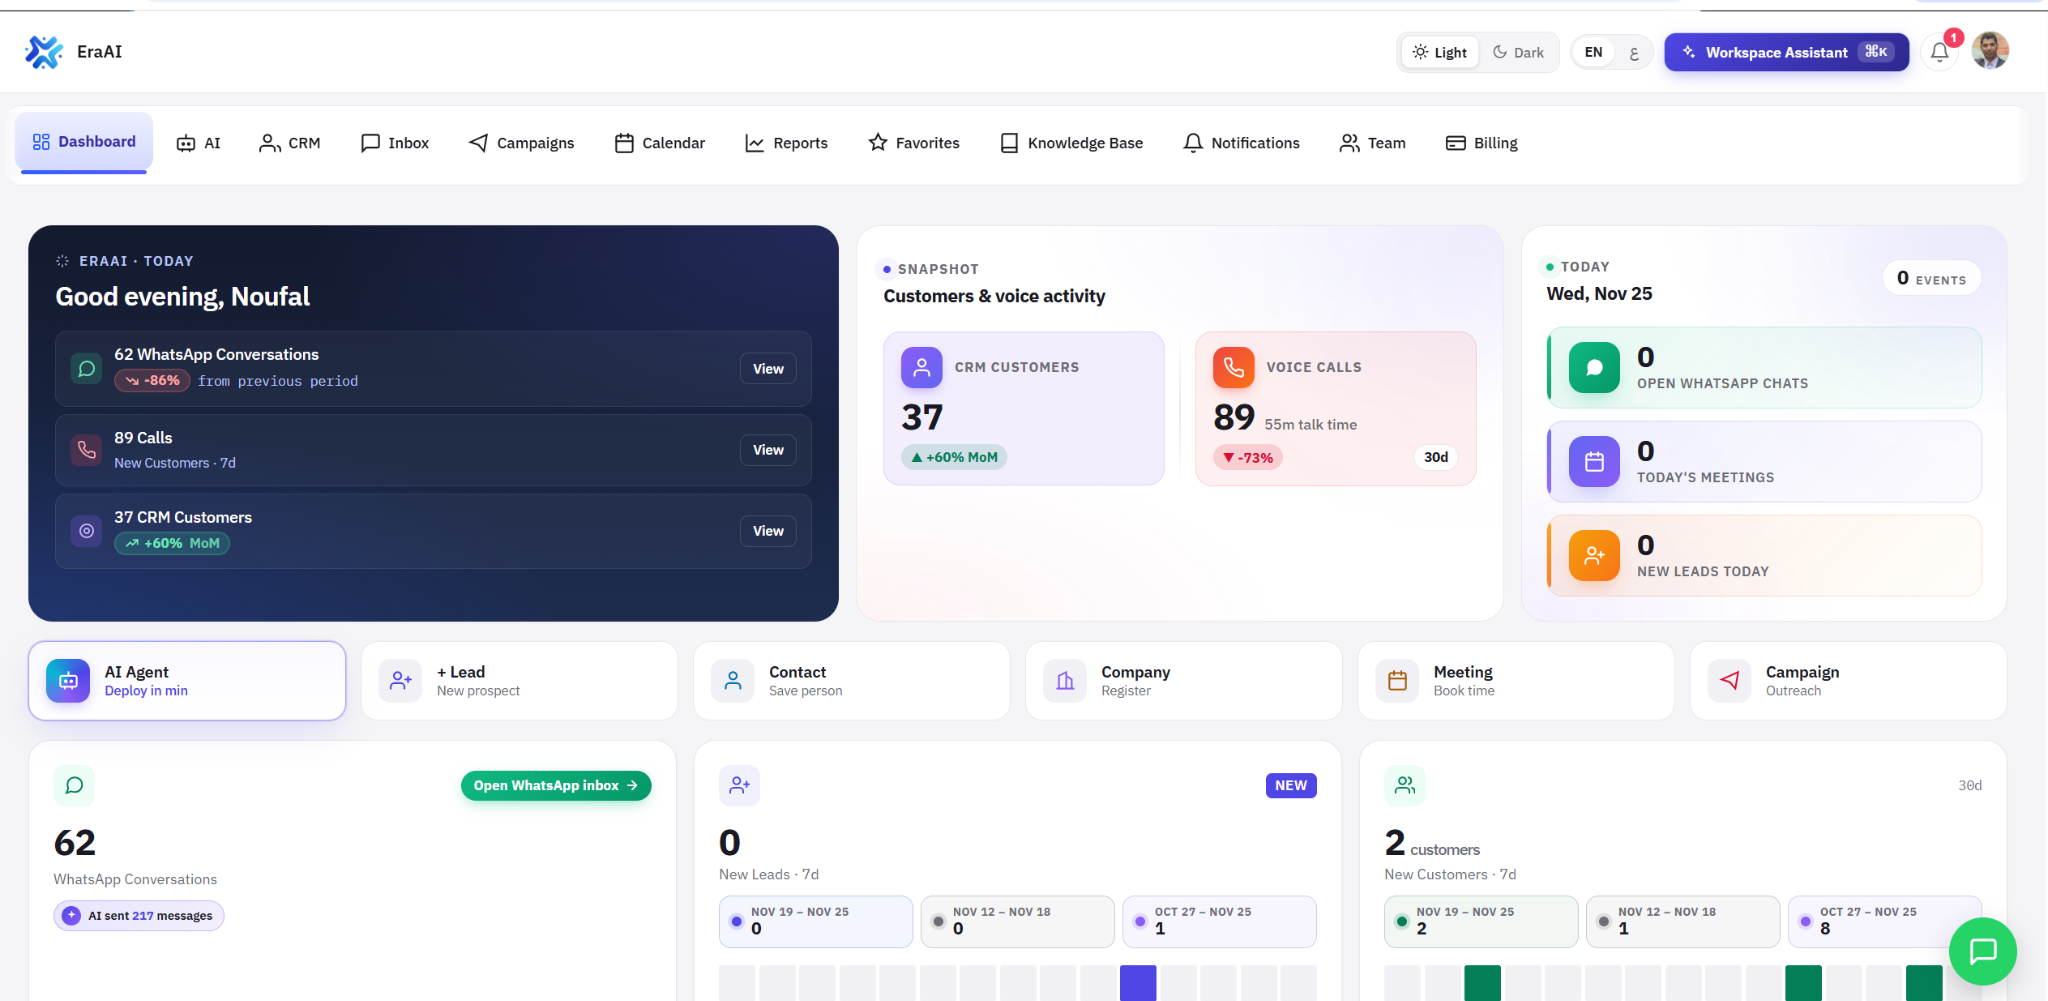 EraAI
Light
Dark
EN
ع
Workspace Assistant
⌘K
1
Dashboard
AI
CRM
Inbox
Campaigns
Calendar
Reports
Favorites
Knowledge Base
Notifications
Team
Billing
ERAAI · TODAY
Good evening, Noufal
62 WhatsApp Conversations
-86% from previous period
View
89 Calls
New Customers · 7d
View
37 CRM Customers
+60% MoM
View
SNAPSHOT
Customers & voice activity
CRM CUSTOMERS
37
▲ +60% MoM
VOICE CALLS
89 55m talk time
▼ -73%
30d
TODAY
Wed, Nov 25
0 EVENTS
0
OPEN WHATSAPP CHATS
0
TODAY'S MEETINGS
0
NEW LEADS TODAY
AI Agent
Deploy in min
+ Lead
New prospect
Contact
Save person
Company
Register
Meeting
Book time
Campaign
Outreach
Open WhatsApp inbox →
62
WhatsApp Conversations
AI sent 217 messages
NEW
0
New Leads · 7d
NOV 19 – NOV 25
0
NOV 12 – NOV 18
0
OCT 27 – NOV 25
1
30d
2 customers
New Customers · 7d
NOV 19 – NOV 25
2
NOV 12 – NOV 18
1
OCT 27 – NOV 25
8